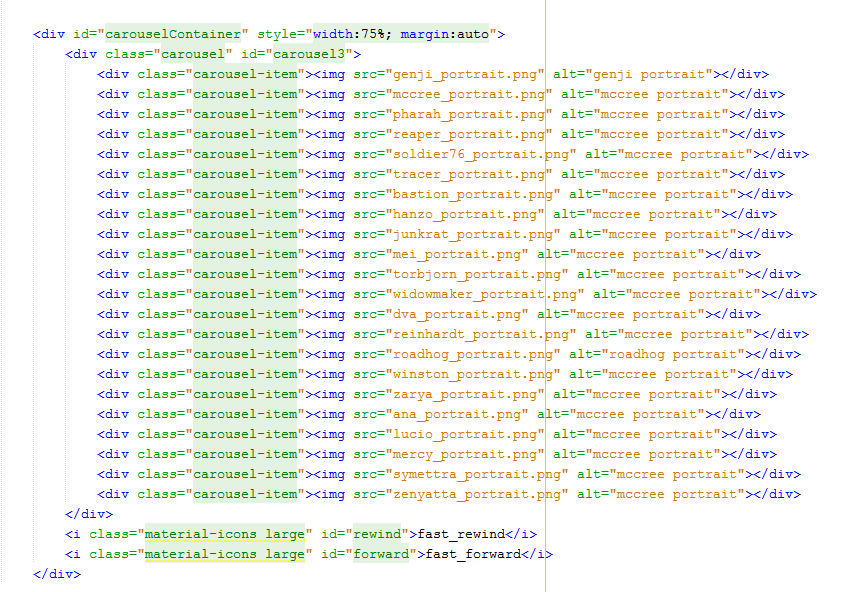 <div id="carouselContainer" style="width:75%; margin:auto">
<div class="carousel" id="carousel3">
<div class="carousel-item"><img src="genji_portrait.png" alt="genji portrait"></div>
<div class="carousel-item"><img src="mccree_portrait.png" alt="mccree portrait"></div>
<div class="carousel-item"><img src="pharah_portrait.png" alt="mccree portrait"></div>
<div class="carousel-item"><img src="reaper_portrait.png" alt="mccree portrait"></div>
<div class="carousel-item"><img src="soldier76_portrait.png" alt="mccree portrait"></div>
<div class="carousel-item"><img src="tracer_portrait.png" alt="mccree portrait"></div>
<div class="carousel-item"><img src="bastion_portrait.png" alt="mccree portrait"></div>
<div class="carousel-item"><img src="hanzo_portrait.png" alt="mccree portrait"></div>
<div class="carousel-item"><img src="junkrat_portrait.png" alt="mccree portrait"></div>
<div class="carousel-item"><img src="mei_portrait.png" alt="mccree portrait"></div>
<div class="carousel-item"><img src="torbjorn_portrait.png" alt="mccree portrait"></div>
<div class="carousel-item"><img src="widowmaker_portrait.png" alt="mccree portrait"></div>
<div class="carousel-item"><img src="dva_portrait.png" alt="mccree portrait"></div>
<div class="carousel-item"><img src="reinhardt_portrait.png" alt="mccree portrait"></div>
<div class="carousel-item"><img src="roadhog_portrait.png" alt="roadhog portrait"></div>
<div class="carousel-item"><img src="winston_portrait.png" alt="mccree portrait"></div>
<div class="carousel-item"><img src="zarya_portrait.png" alt="mccree portrait"></div>
<div class="carousel-item"><img src="ana_portrait.png" alt="mccree portrait"></div>
<div class="carousel-item"><img src="lucio_portrait.png" alt="mccree portrait"></div>
<div class="carousel-item"><img src="mercy_portrait.png" alt="mccree portrait"></div>
<div class="carousel-item"><img src="symettra_portrait.png" alt="mccree portrait"></div>
<div class="carousel-item"><img src="zenyatta_portrait.png" alt="mccree portrait"></div>
</div>
<i class="material-icons large" id="rewind">fast_rewind</i>
<i class="material-icons large" id="forward">fast_forward</i>
</div>